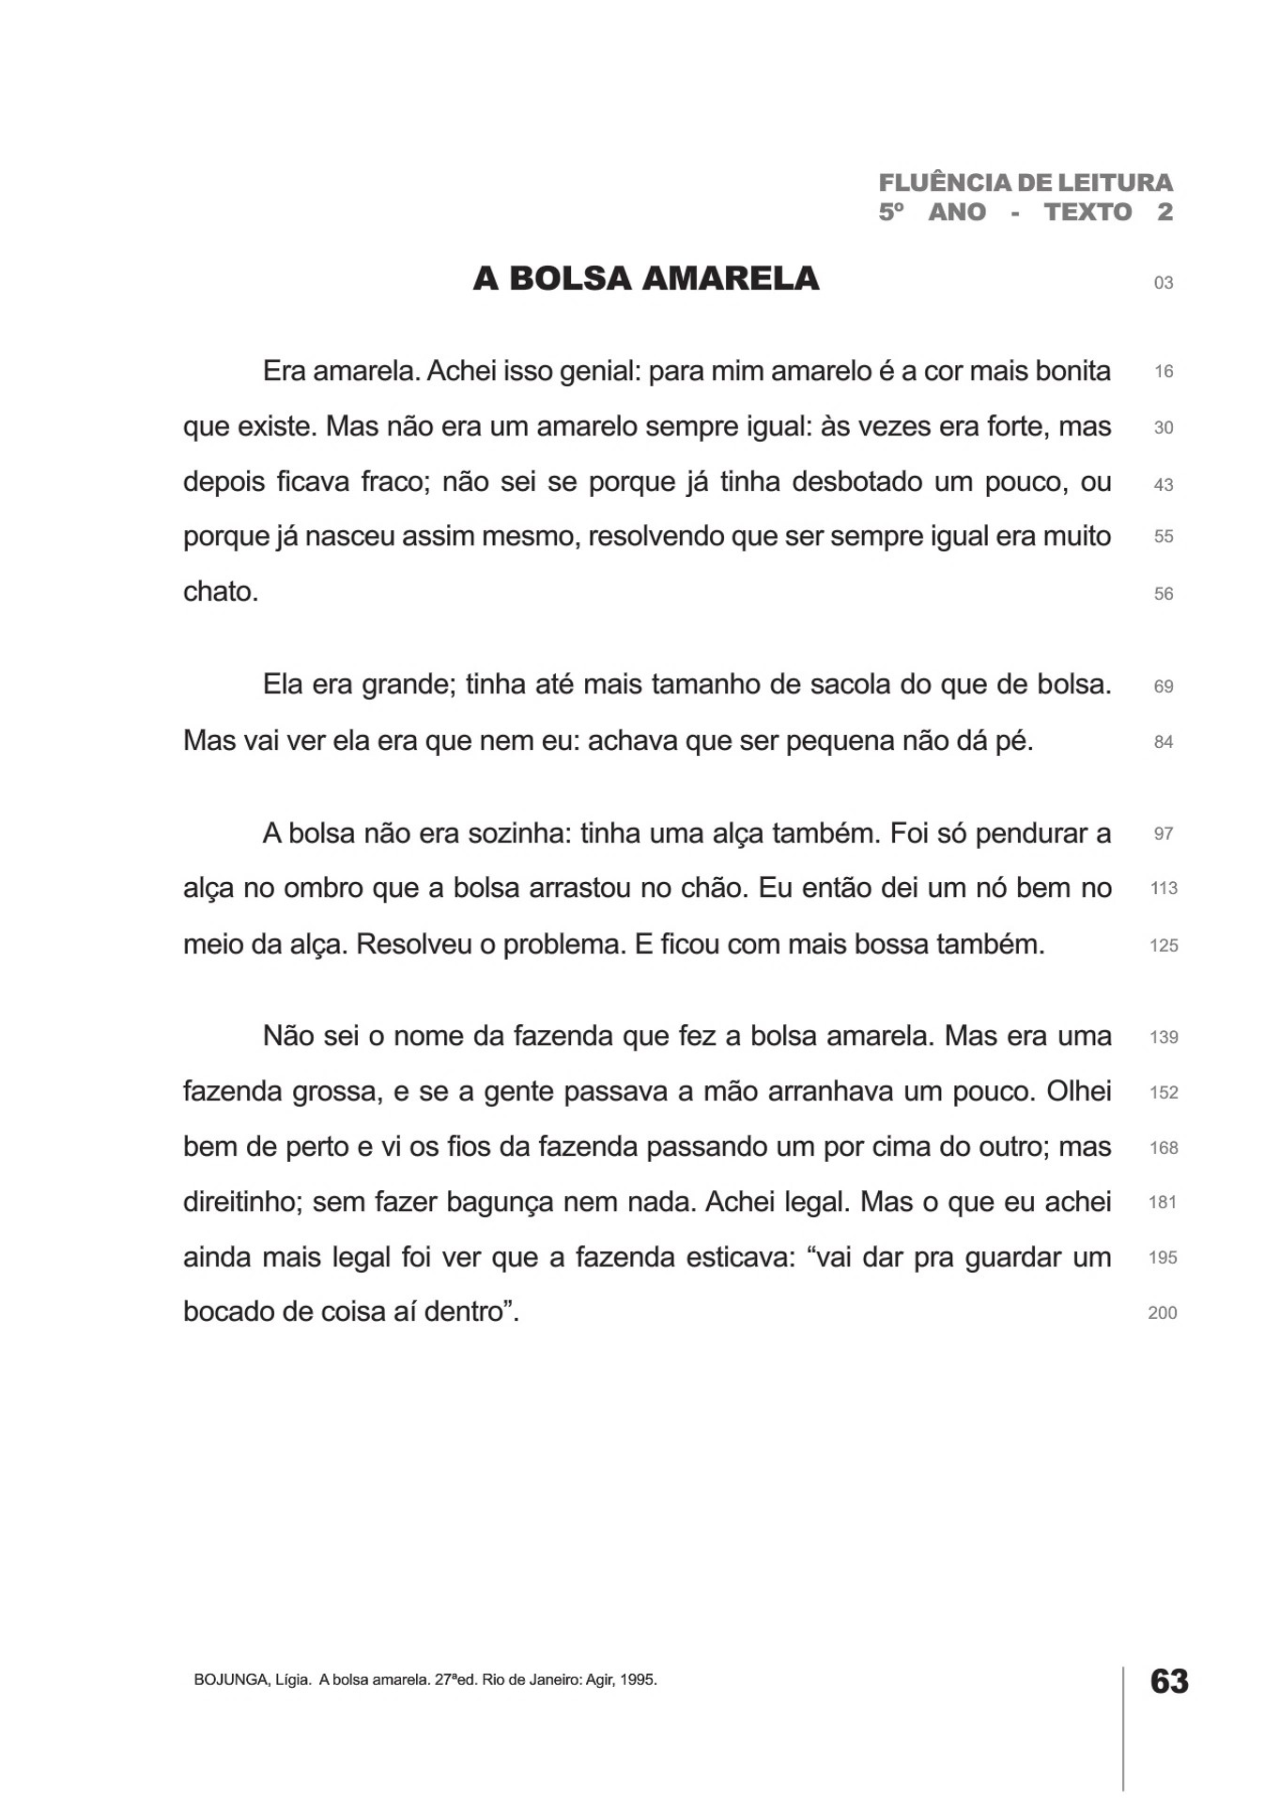 FLUÊNCIA DE LEITURA
5º ANO - TEXTO 2
A BOLSA AMARELA 03
Era amarela. Achei isso genial: para mim amarelo é a cor mais bonita 16
que existe. Mas não era um amarelo sempre igual: às vezes era forte, mas 30
depois ficava fraco; não sei se porque já tinha desbotado um pouco, ou 43
porque já nasceu assim mesmo, resolvendo que ser sempre igual era muito 55
chato. 56
Ela era grande; tinha até mais tamanho de sacola do que de bolsa. 69
Mas vai ver ela era que nem eu: achava que ser pequena não dá pé. 84
A bolsa não era sozinha: tinha uma alça também. Foi só pendurar a 97
alça no ombro que a bolsa arrastou no chão. Eu então dei um nó bem no 113
meio da alça. Resolveu o problema. E ficou com mais bossa também. 125
Não sei o nome da fazenda que fez a bolsa amarela. Mas era uma 139
fazenda grossa, e se a gente passava a mão arranhava um pouco. Olhei 152
bem de perto e vi os fios da fazenda passando um por cima do outro; mas 168
direitinho; sem fazer bagunça nem nada. Achei legal. Mas o que eu achei 181
ainda mais legal foi ver que a fazenda esticava: “vai dar pra guardar um 195
bocado de coisa aí dentro”. 200
BOJUNGA, Lígia. A bolsa amarela. 27ªed. Rio de Janeiro: Agir, 1995.
63